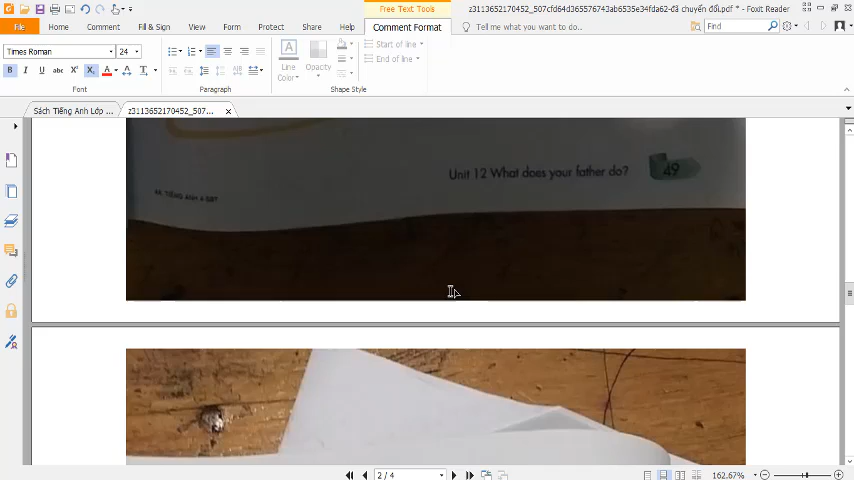 Free Text Tools
z3113652170452_507cfd64d365576743ab6535e34fda62-đã chuyển đổi.pdf * - Foxit Reader
File Home Comment Fill & Sign View Form Protect Share Help Comment Format Tell me what you want to do... Find
Times Roman 24
B I U abc X² X₂ A A T
Line Color Opacity
Start of line
End of line
Font Paragraph Shape Style
Sách Tiếng Anh Lớp ... z3113652170452_507...
Unit 12 What does your father do? 49
2 / 4 162.67%